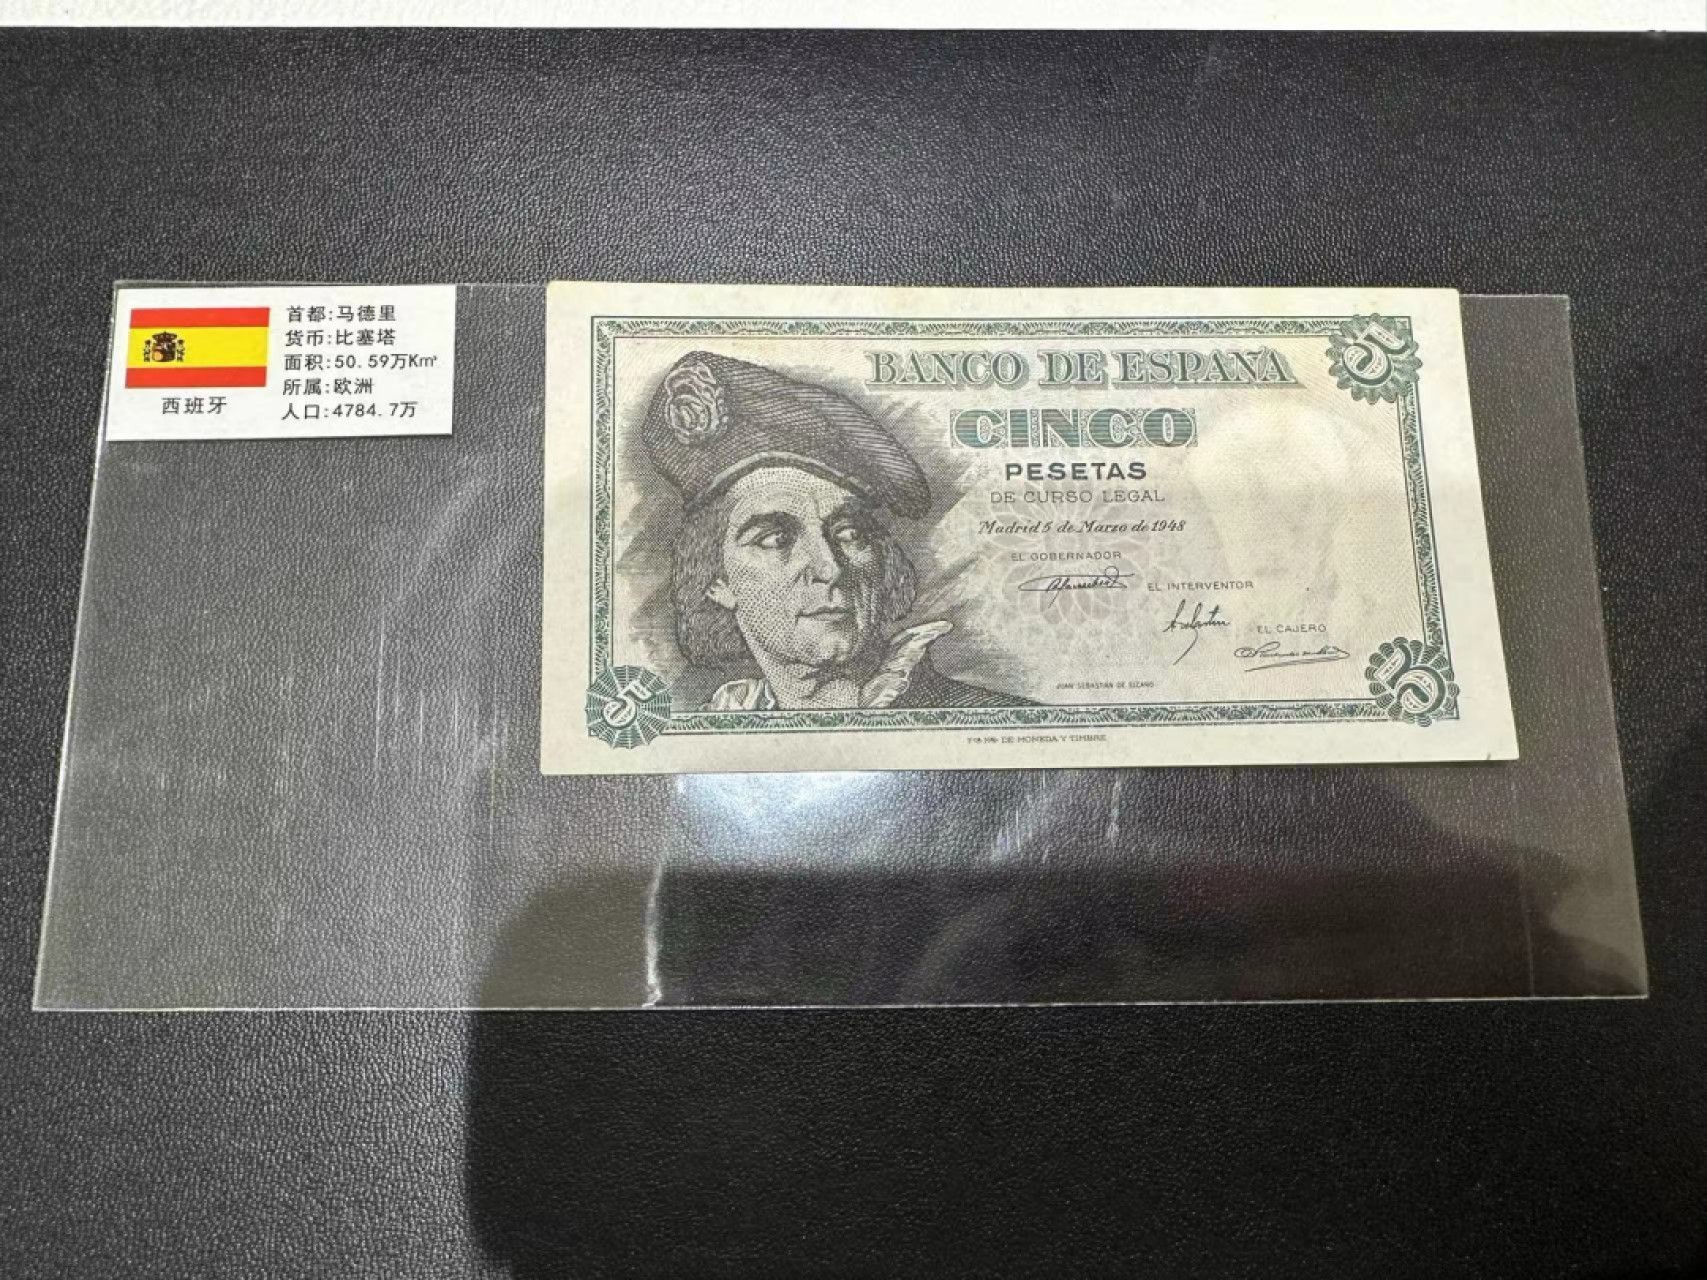 首都:马德里
货币:比塞塔
面积:50.59万Km²
所属:欧洲
人口:4784.7万
西班牙
BANCO DE ESPAÑA
CINCO
PESETAS
DE CURSO LEGAL
Madrid 5 de Marzo de 1948
EL GOBERNADOR
EL INTERVENTOR
EL CAJERO
JUAN SEBASTIAN DE ELCANO
DE MONEDA Y TIMBRE
5
5
5